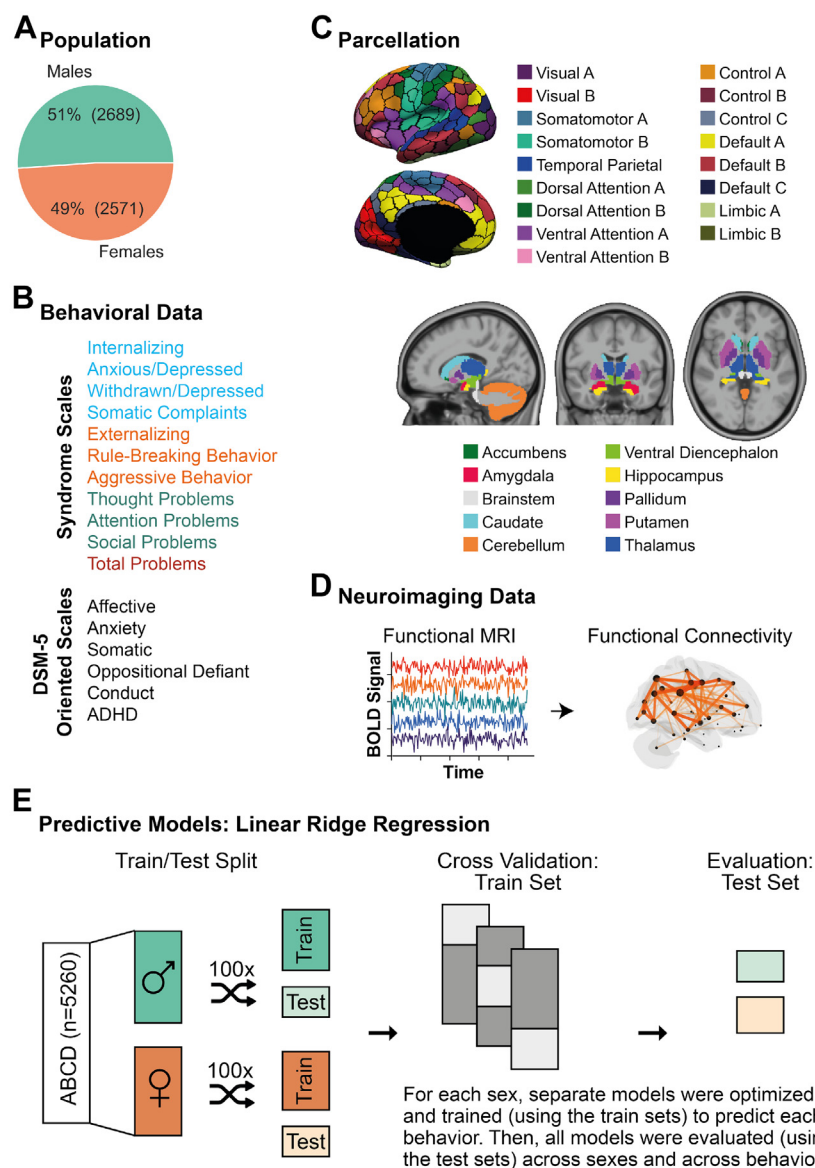 A Population
Males
51% (2689)
49% (2571)
Females
B Behavioral Data
Syndrome Scales
Internalizing
Anxious/Depressed
Withdrawn/Depressed
Somatic Complaints
Externalizing
Rule-Breaking Behavior
Aggressive Behavior
Thought Problems
Attention Problems
Social Problems
Total Problems
DSM-5
Oriented Scales
Affective
Anxiety
Somatic
Oppositional Defiant
Conduct
ADHD
C Parcellation
Visual A
Visual B
Somatomotor A
Somatomotor B
Temporal Parietal
Dorsal Attention A
Dorsal Attention B
Ventral Attention A
Ventral Attention B
Control A
Control B
Control C
Default A
Default B
Default C
Limbic A
Limbic B
Accumbens
Amygdala
Brainstem
Caudate
Cerebellum
Ventral Diencephalon
Hippocampus
Pallidum
Putamen
Thalamus
D Neuroimaging Data
Functional MRI
BOLD Signal
Time
Functional Connectivity
E Predictive Models: Linear Ridge Regression
Train/Test Split
ABCD (n=5260)
♂
100x
Train
Test
♀
100x
Train
Test
Cross Validation:
Train Set
Evaluation:
Test Set
For each sex, separate models were optimized
and trained (using the train sets) to predict each
behavior. Then, all models were evaluated (usin
the test sets) across sexes and across behavio